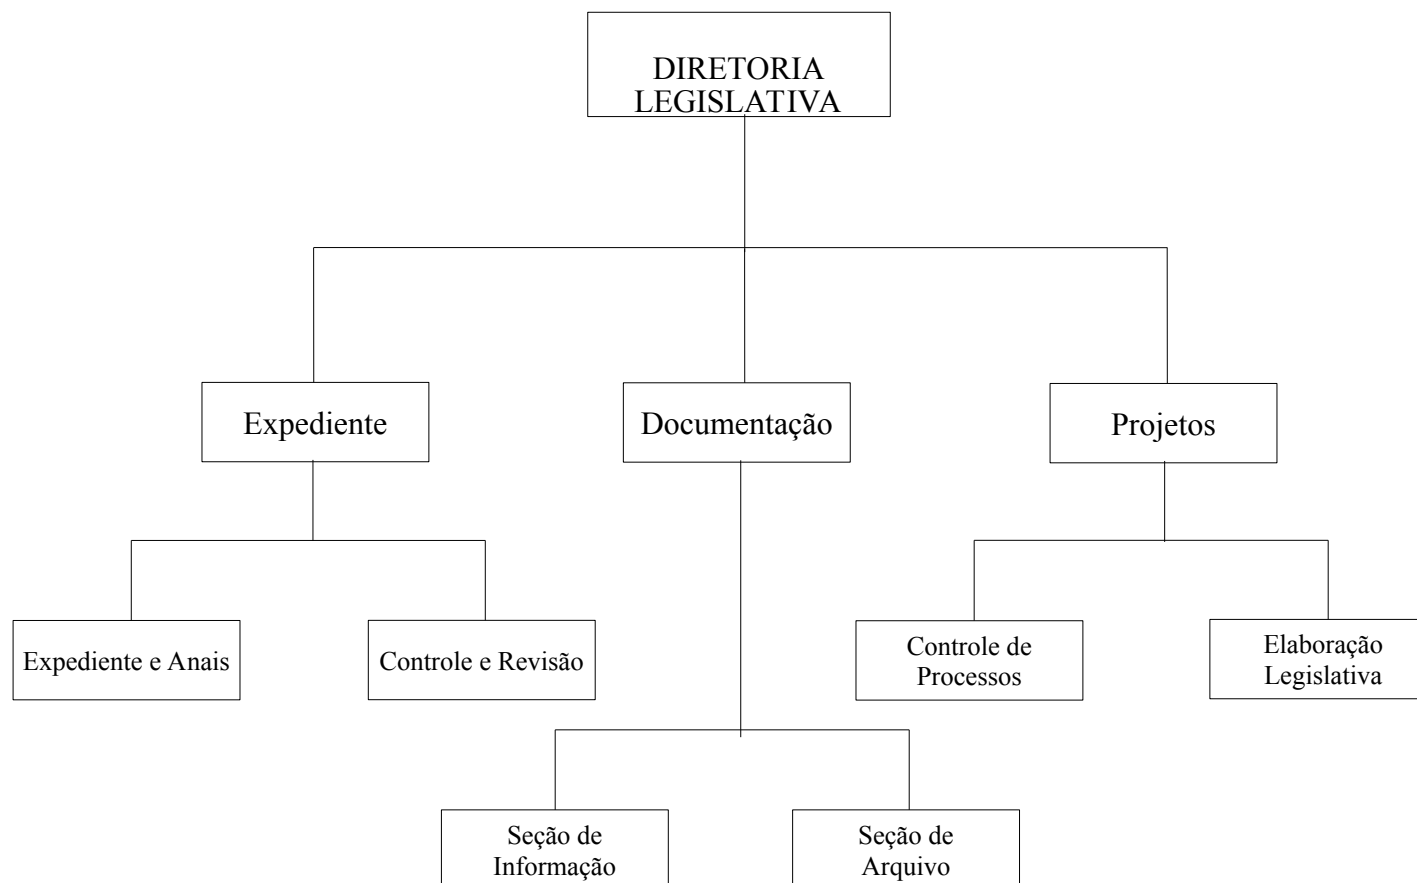 DIRETORIA
LEGISLATIVA
Expediente
Documentação
Projetos
Expediente e Anais
Controle e Revisão
Controle de
Processos
Elaboração
Legislativa
Seção de
Informação
Seção de
Arquivo